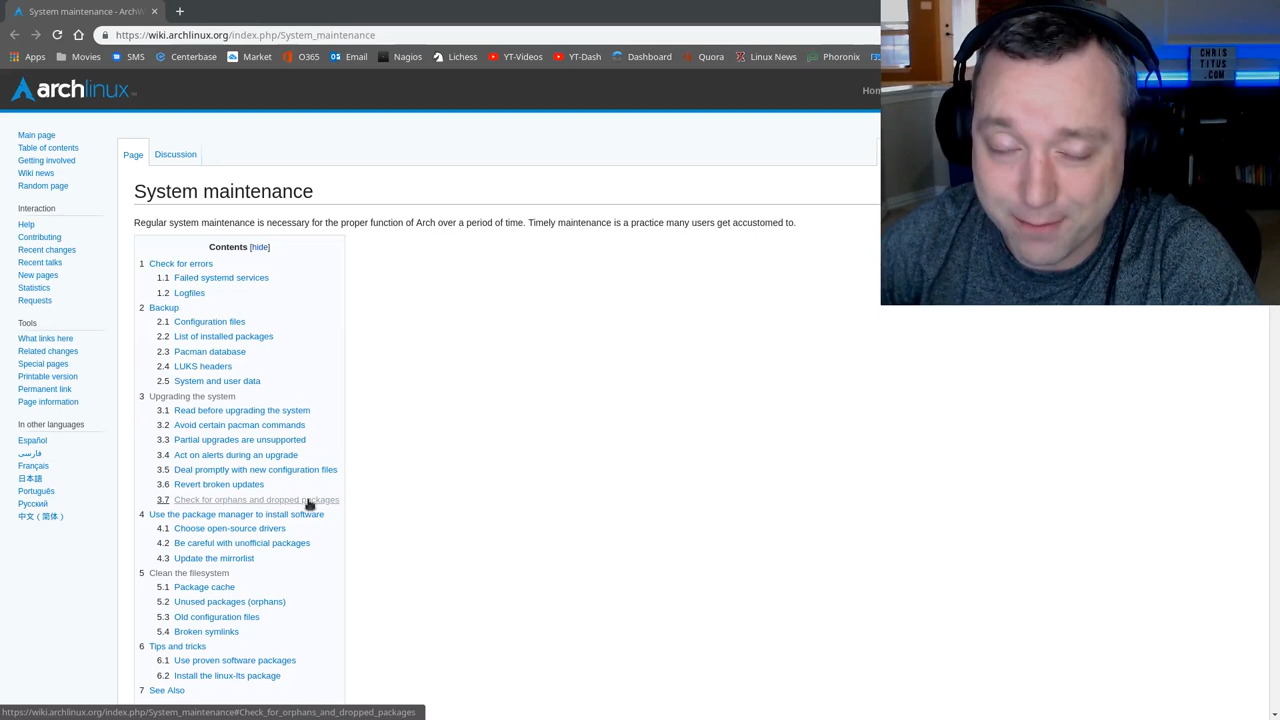 System maintenance - ArchW
https://wiki.archlinux.org/index.php/System_maintenance
Apps
Movies
SMS
Centerbase
Market
O365
Email
Nagios
Lichess
YT-Videos
YT-Dash
Dashboard
Quora
Linux News
Phoronix
CHRIS
TITUS
.COM
archlinux
Hom
Main page
Table of contents
Getting involved
Wiki news
Random page
Interaction
Help
Contributing
Recent changes
Recent talks
New pages
Statistics
Requests
Tools
What links here
Related changes
Special pages
Printable version
Permanent link
Page information
In other languages
Español
فارسی
Français
日本語
Português
Русский
中文（简体）
Page
Discussion
System maintenance
Regular system maintenance is necessary for the proper function of Arch over a period of time. Timely maintenance is a practice many users get accustomed to.
Contents [hide]
1 Check for errors
1.1 Failed systemd services
1.2 Logfiles
2 Backup
2.1 Configuration files
2.2 List of installed packages
2.3 Pacman database
2.4 LUKS headers
2.5 System and user data
3 Upgrading the system
3.1 Read before upgrading the system
3.2 Avoid certain pacman commands
3.3 Partial upgrades are unsupported
3.4 Act on alerts during an upgrade
3.5 Deal promptly with new configuration files
3.6 Revert broken updates
3.7 Check for orphans and dropped packages
4 Use the package manager to install software
4.1 Choose open-source drivers
4.2 Be careful with unofficial packages
4.3 Update the mirrorlist
5 Clean the filesystem
5.1 Package cache
5.2 Unused packages (orphans)
5.3 Old configuration files
5.4 Broken symlinks
6 Tips and tricks
6.1 Use proven software packages
6.2 Install the linux-lts package
7 See Also
https://wiki.archlinux.org/index.php/System_maintenance#Check_for_orphans_and_dropped_packages